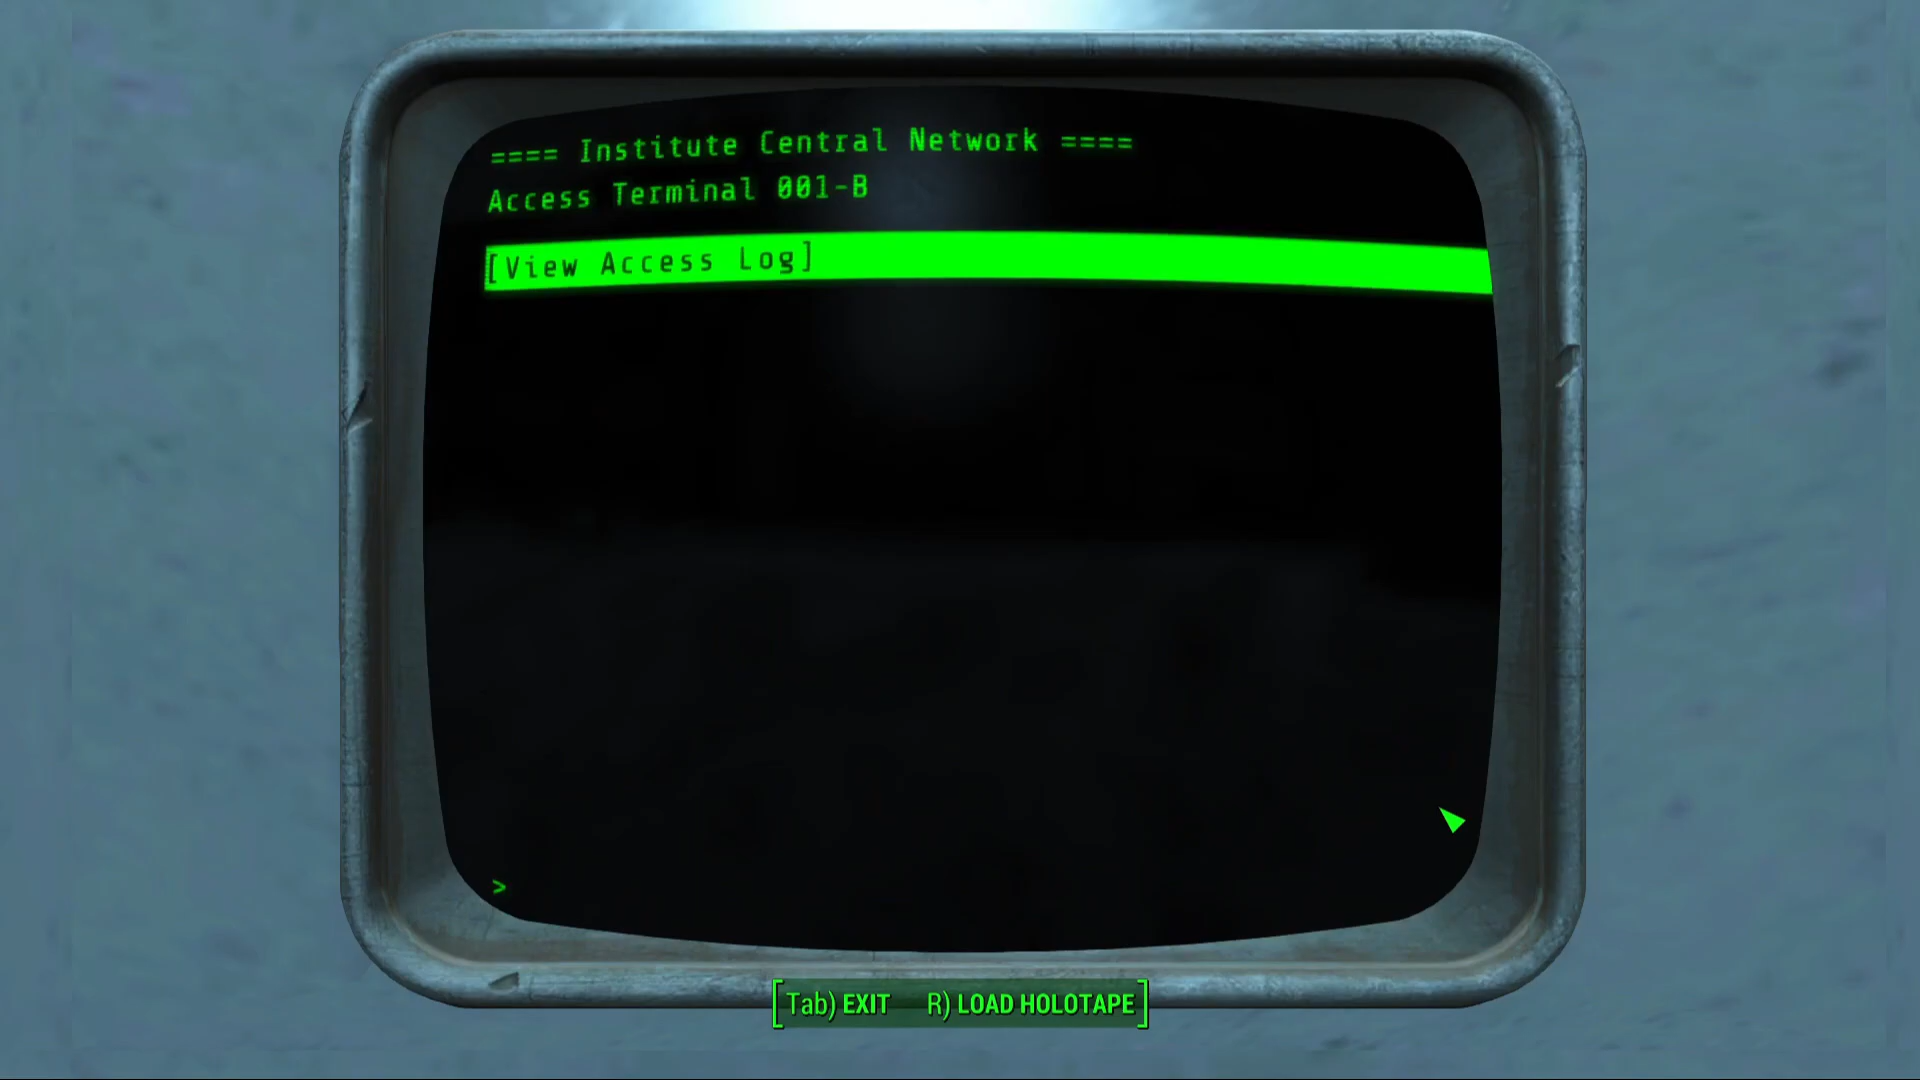 ==== Institute Central Network ====
Access Terminal 001-B
[View Access Log]
>
Tab) EXIT R) LOAD HOLOTAPE